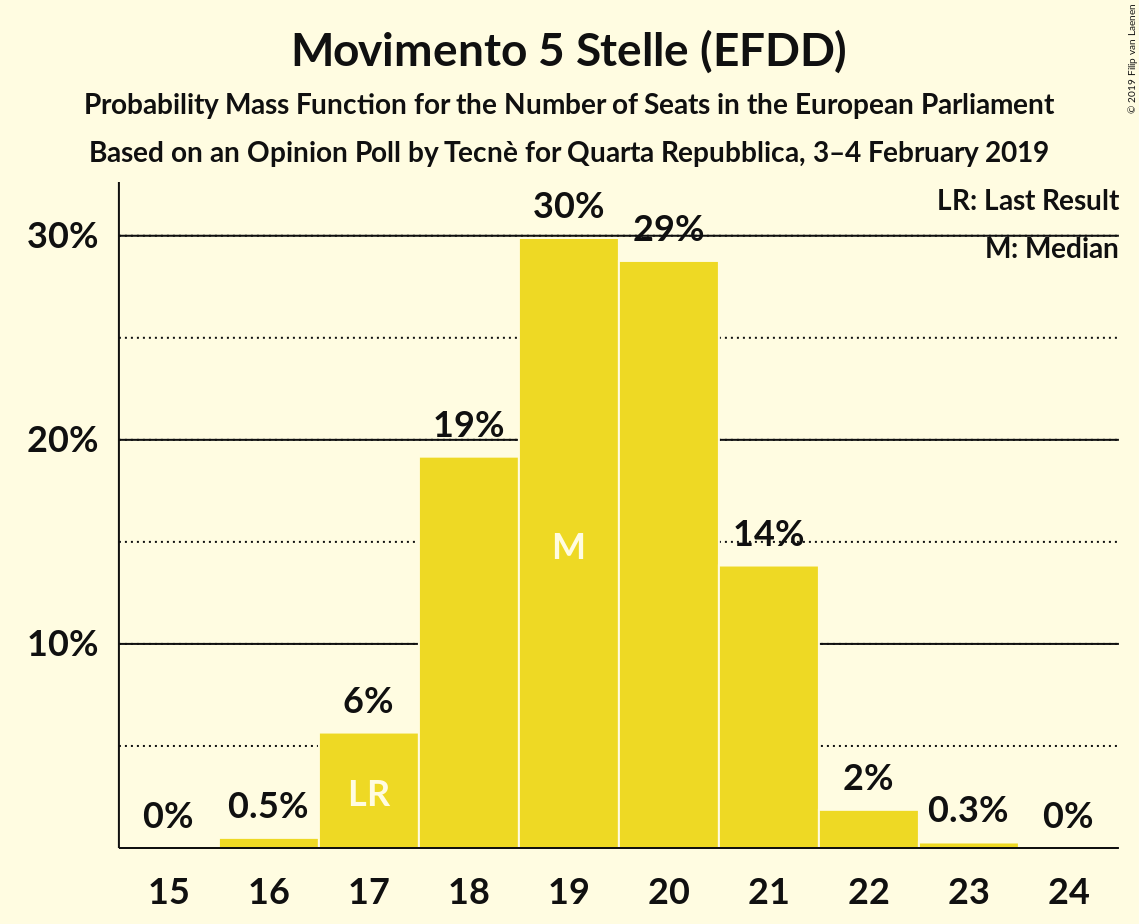 Movimento 5 Stelle (EFDD)
Probability Mass Function for the Number of Seats in the European Parliament
Based on an Opinion Poll by Tecnè for Quarta Repubblica, 3–4 February 2019
© 2019 Filip van Laenen
LR: Last Result
M: Median
30%
20%
10%
0%
0.5%
6%
19%
30%
29%
14%
2%
0.3%
0%
LR
M
15 16 17 18 19 20 21 22 23 24